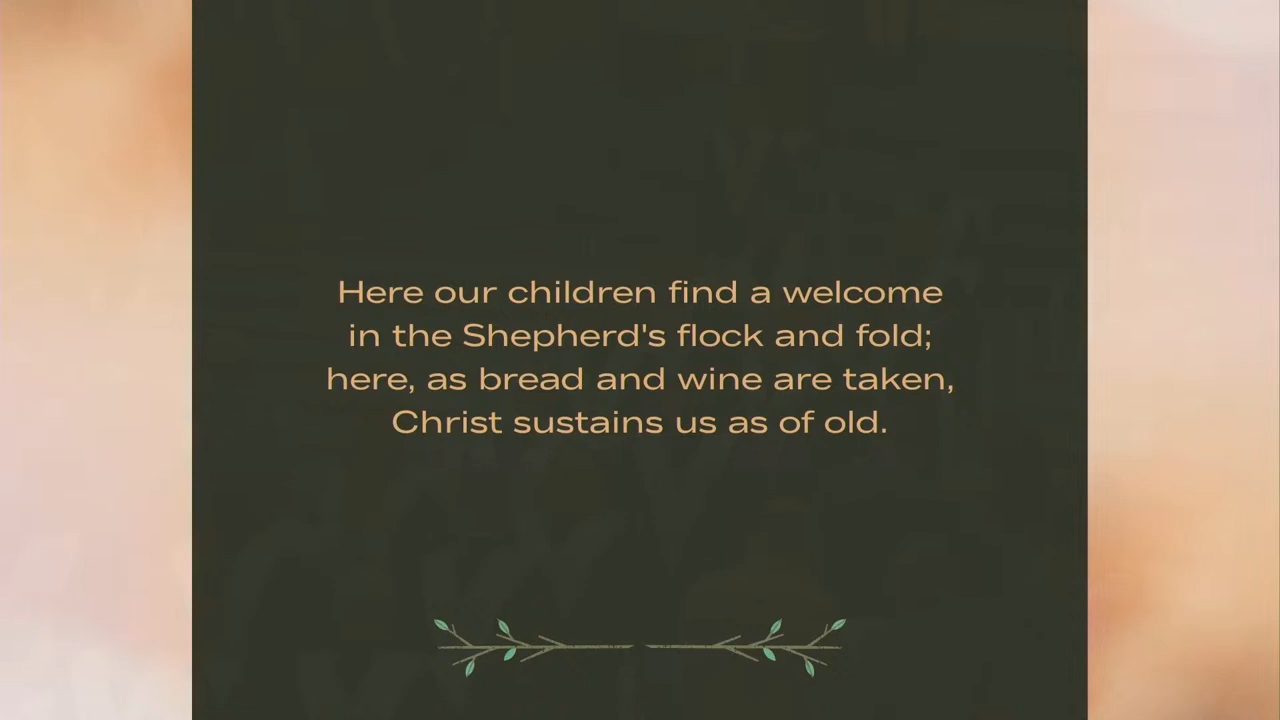 Here our children find a welcome
in the Shepherd's flock and fold;
here, as bread and wine are taken,
Christ sustains us as of old.